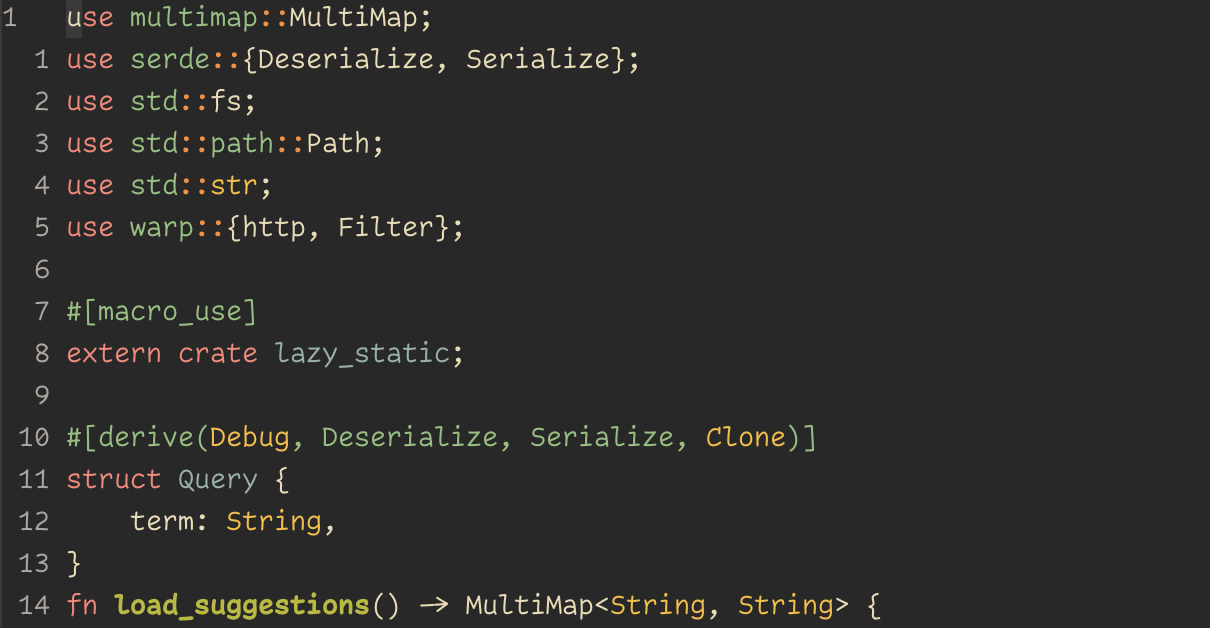 1 use multimap::MultiMap;
1 use serde::{Deserialize, Serialize};
2 use std::fs;
3 use std::path::Path;
4 use std::str;
5 use warp::{http, Filter};
6
7 #[macro_use]
8 extern crate lazy_static;
9
10 #[derive(Debug, Deserialize, Serialize, Clone)]
11 struct Query {
12     term: String,
13 }
14 fn load_suggestions() -> MultiMap<String, String> {